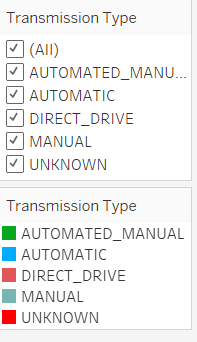 Transmission Type
(All)
AUTOMATED_MANU...
AUTOMATIC
DIRECT_DRIVE
MANUAL
UNKNOWN
Transmission Type
AUTOMATED_MANUAL
AUTOMATIC
DIRECT_DRIVE
MANUAL
UNKNOWN